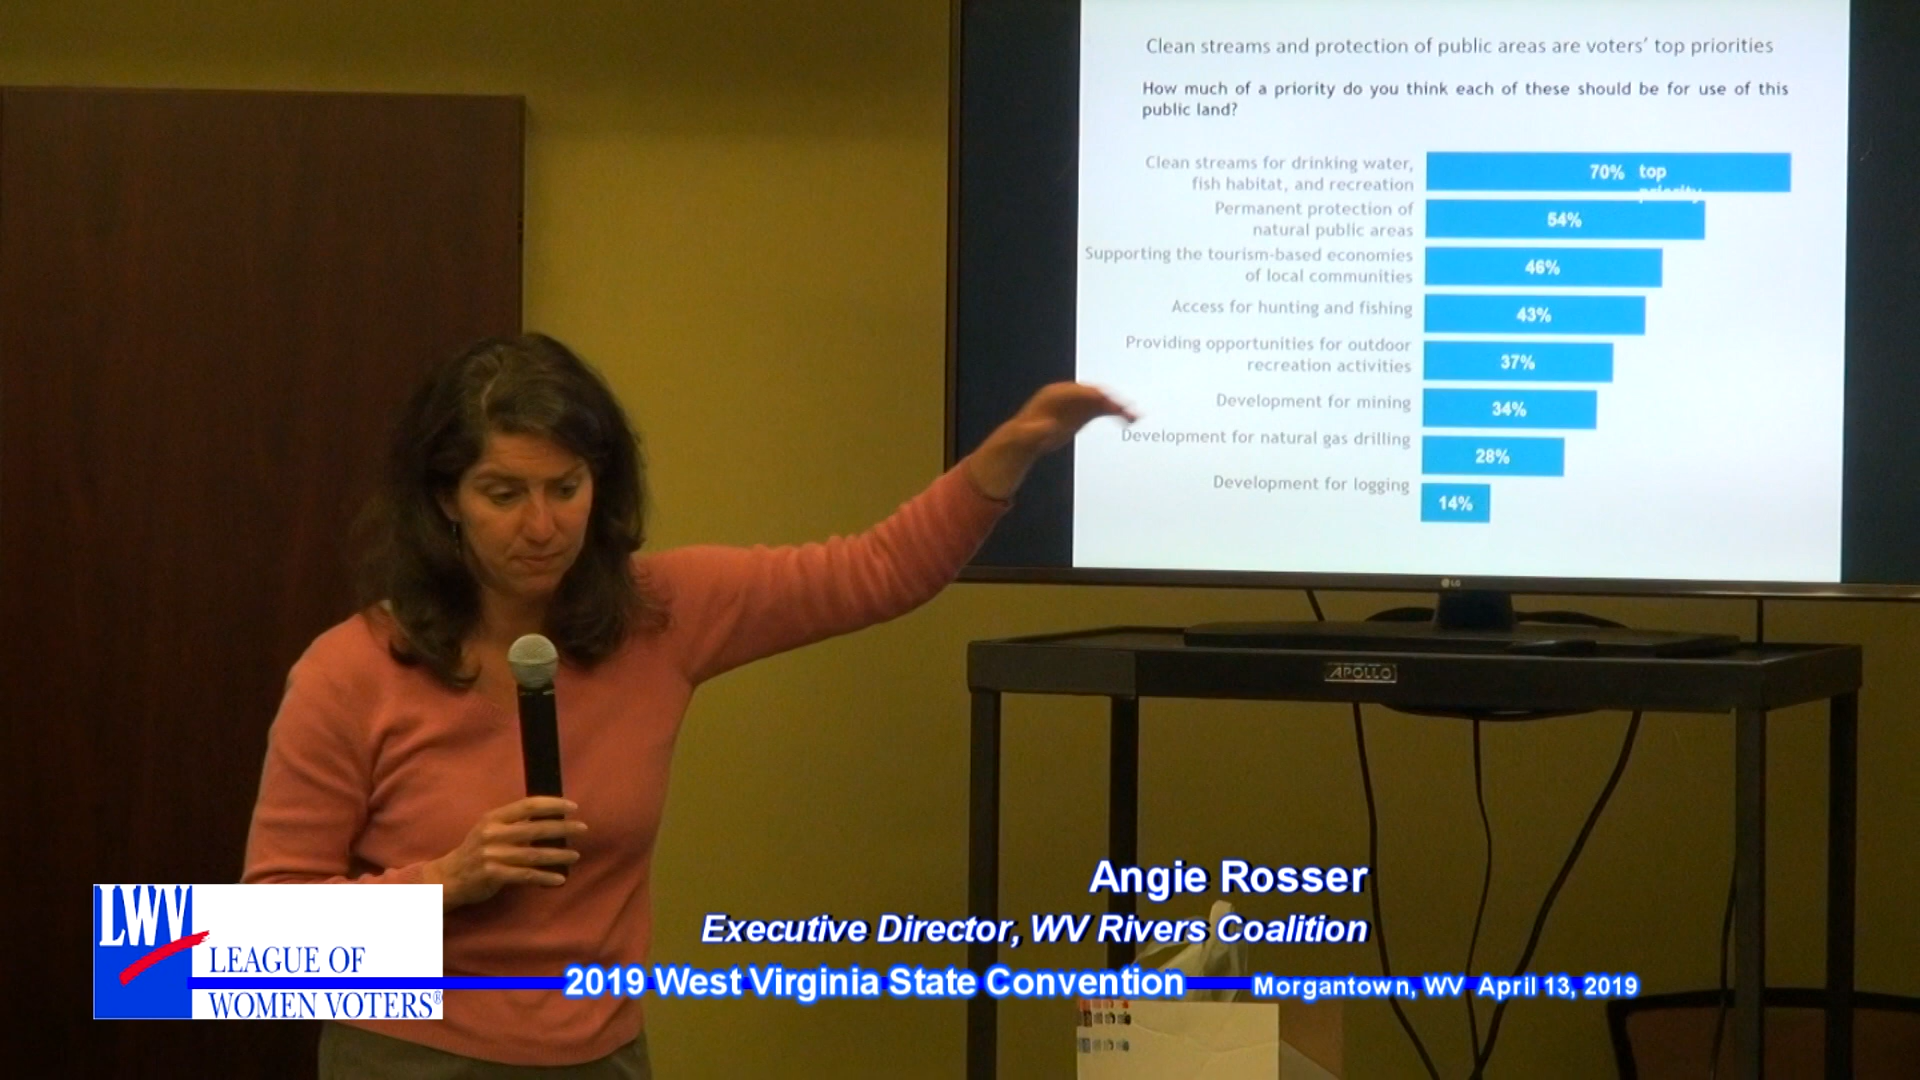 Clean streams and protection of public areas are voters' top priorities
How much of a priority do you think each of these should be for use of this
public land?
Clean streams for drinking water,
fish habitat, and recreation
70% top
priority
Permanent protection of
natural public areas
54%
Supporting the tourism-based economies
of local communities
46%
Access for hunting and fishing
43%
Providing opportunities for outdoor
recreation activities
37%
Development for mining
34%
Development for natural gas drilling
28%
Development for logging
14%
LG
APOLLO
Angie Rosser
Executive Director, WV Rivers Coalition
2019 West Virginia State Convention
Morgantown, WV April 13, 2019
LWV
LEAGUE OF
WOMEN VOTERS®